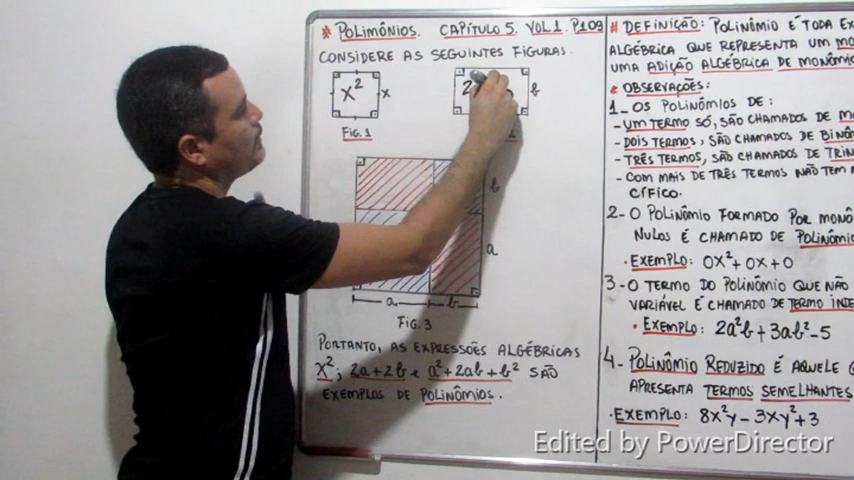 * POLINÔMIOS. CAPÍTULO 5. VOL.1. P109
CONSIDERE AS SEGUINTES FIGURAS.
X² X
2 b
FIG.1
b
a
a b
FIG.3
PORTANTO, AS EXPRESSÕES ALGÉBRICAS
X²; 2a+2b e a²+2ab+b² SÃO
EXEMPLOS DE POLINÔMIOS.
# DEFINIÇÃO: POLINÔMIO É TODA EX
ALGÉBRICA QUE REPRESENTA UM MO
UMA ADIÇÃO ALGÉBRICA DE MONÔMIO
* OBSERVAÇÕES:
1_ OS POLINÔMIOS DE:
- UM TERMO SÓ, SÃO CHAMADOS DE M
- DOIS TERMOS, SÃO CHAMADOS DE BINÔ
- TRÊS TERMOS, SÃO CHAMADOS DE TRIN
- COM MAIS DE TRÊS TERMOS NÃO TEM
CÍFICO.
2- O POLINÔMIO FORMADO POR MONÔ
NULOS É CHAMADO DE POLINÔMI
• EXEMPLO: 0X²+0X+0
3- O TERMO DO POLINÔMIO QUE NÃO
VARIÁVEL É CHAMADO DE TERMO INDE
• EXEMPLO: 2a²b+3ab²-5
4- POLINÔMIO REDUZIDO É AQUELE
APRESENTA TERMOS SEMELHANTES
• EXEMPLO: 8X²Y-3XY²+3
Edited by PowerDirector